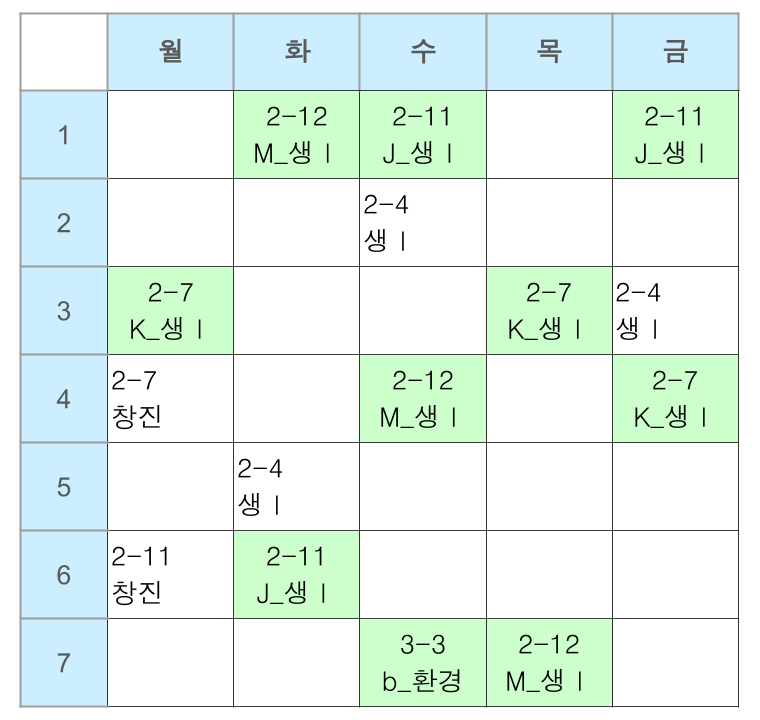 월 화 수 목 금
1
2-12 2-11 2-11
M_생Ⅰ J_생Ⅰ J_생Ⅰ
2
2-4
생Ⅰ
3
2-7 2-7 2-4
K_생Ⅰ K_생Ⅰ 생Ⅰ
4
2-7 2-12 2-7
창진 M_생Ⅰ K_생Ⅰ
5
2-4
생Ⅰ
6
2-11 2-11
창진 J_생Ⅰ
7
3-3 2-12
b_환경 M_생Ⅰ